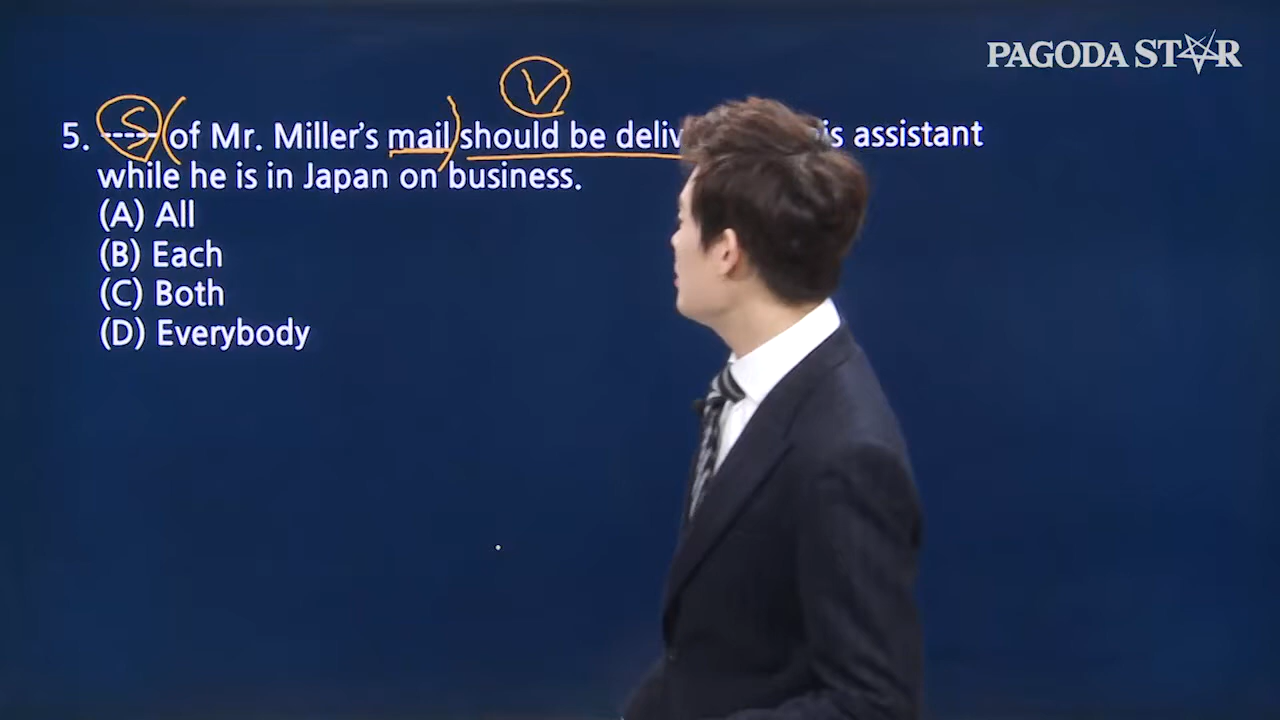 PAGODA STAR
5. ---- of Mr. Miller's mail should be deliv is assistant
while he is in Japan on business.
(A) All
(B) Each
(C) Both
(D) Everybody
S
V